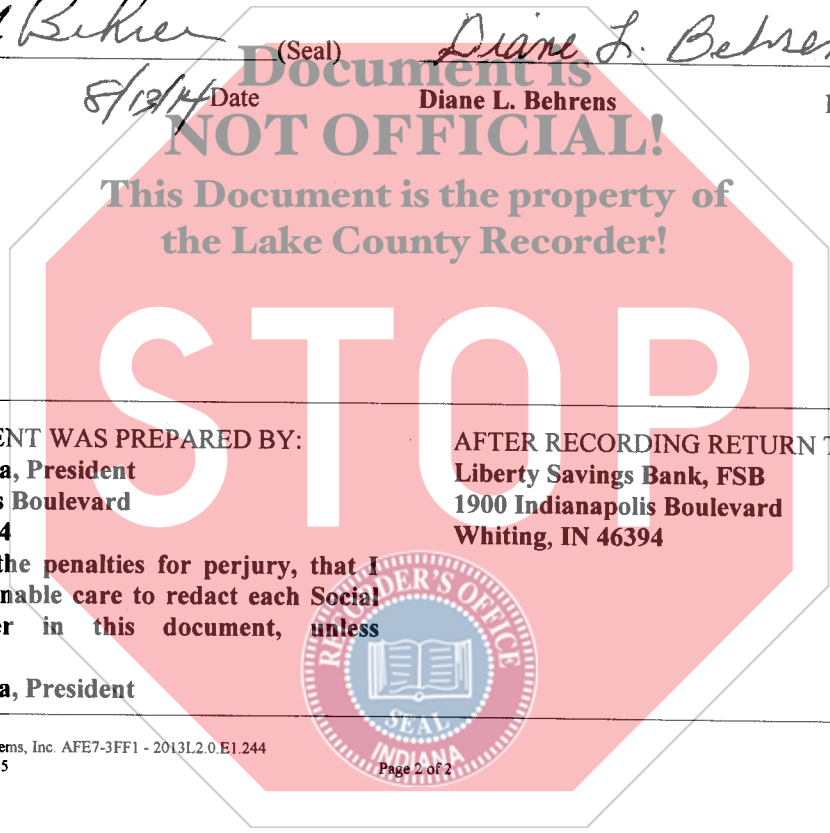 Behren Diane L. Behren
(Seal)
8/13/14 Date Diane L. Behrens
Document is
NOT OFFICIAL!
This Document is the property of
the Lake County Recorder!
STOP
ENT WAS PREPARED BY:
a, President
s Boulevard
4
the penalties for perjury, that I
nable care to redact each Social
er in this document, unless
a, President
AFTER RECORDING RETURN T
Liberty Savings Bank, FSB
1900 Indianapolis Boulevard
Whiting, IN 46394
RECORDER'S OFFICE
SEAL
INDIANA
ems, Inc. AFE7-3FF1 - 2013L2.0.E1.244
5
Page 2 of 2